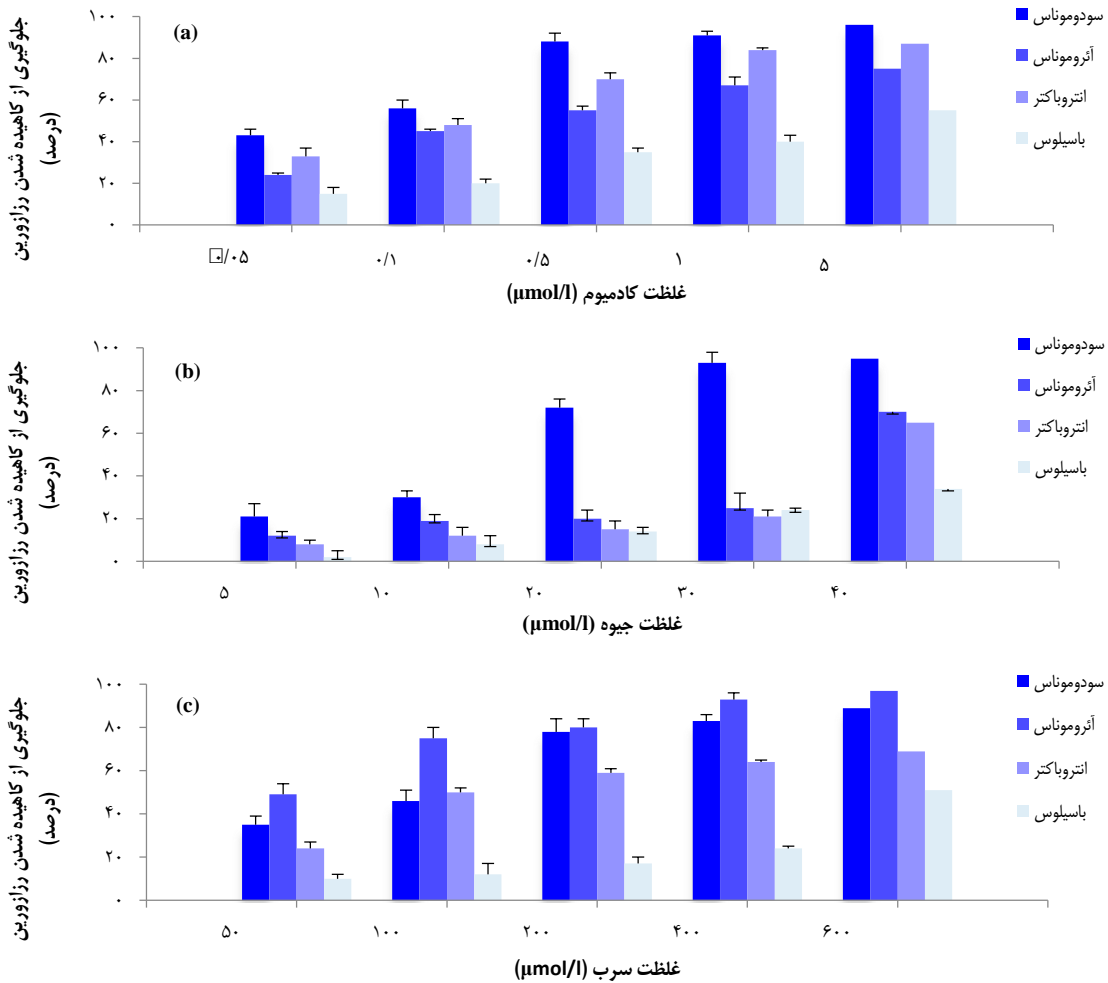 جلوگیری از کاهیده شدن رزازورین
(درصد)
(a)
۱۰۰
۸۰
۶۰
۴۰
۲۰
۰
سودوموناس
آئروموناس
انتروباکتر
باسیلوس
۰/۰۵
۰/۱
۰/۵
۱
۵
غلظت کادمیوم (µmol/l)
جلوگیری از کاهیده شدن رزازورین
(درصد)
(b)
۱۰۰
۸۰
۶۰
۴۰
۲۰
۰
سودوموناس
آئروموناس
انتروباکتر
باسیلوس
۵
۱۰
۲۰
۳۰
۴۰
غلظت جیوه (µmol/l)
جلوگیری از کاهیده شدن رزازورین
(درصد)
(c)
۱۰۰
۸۰
۶۰
۴۰
۲۰
۰
سودوموناس
آئروموناس
انتروباکتر
باسیلوس
۵۰
۱۰۰
۲۰۰
۴۰۰
۶۰۰
غلظت سرب (µmol/l)